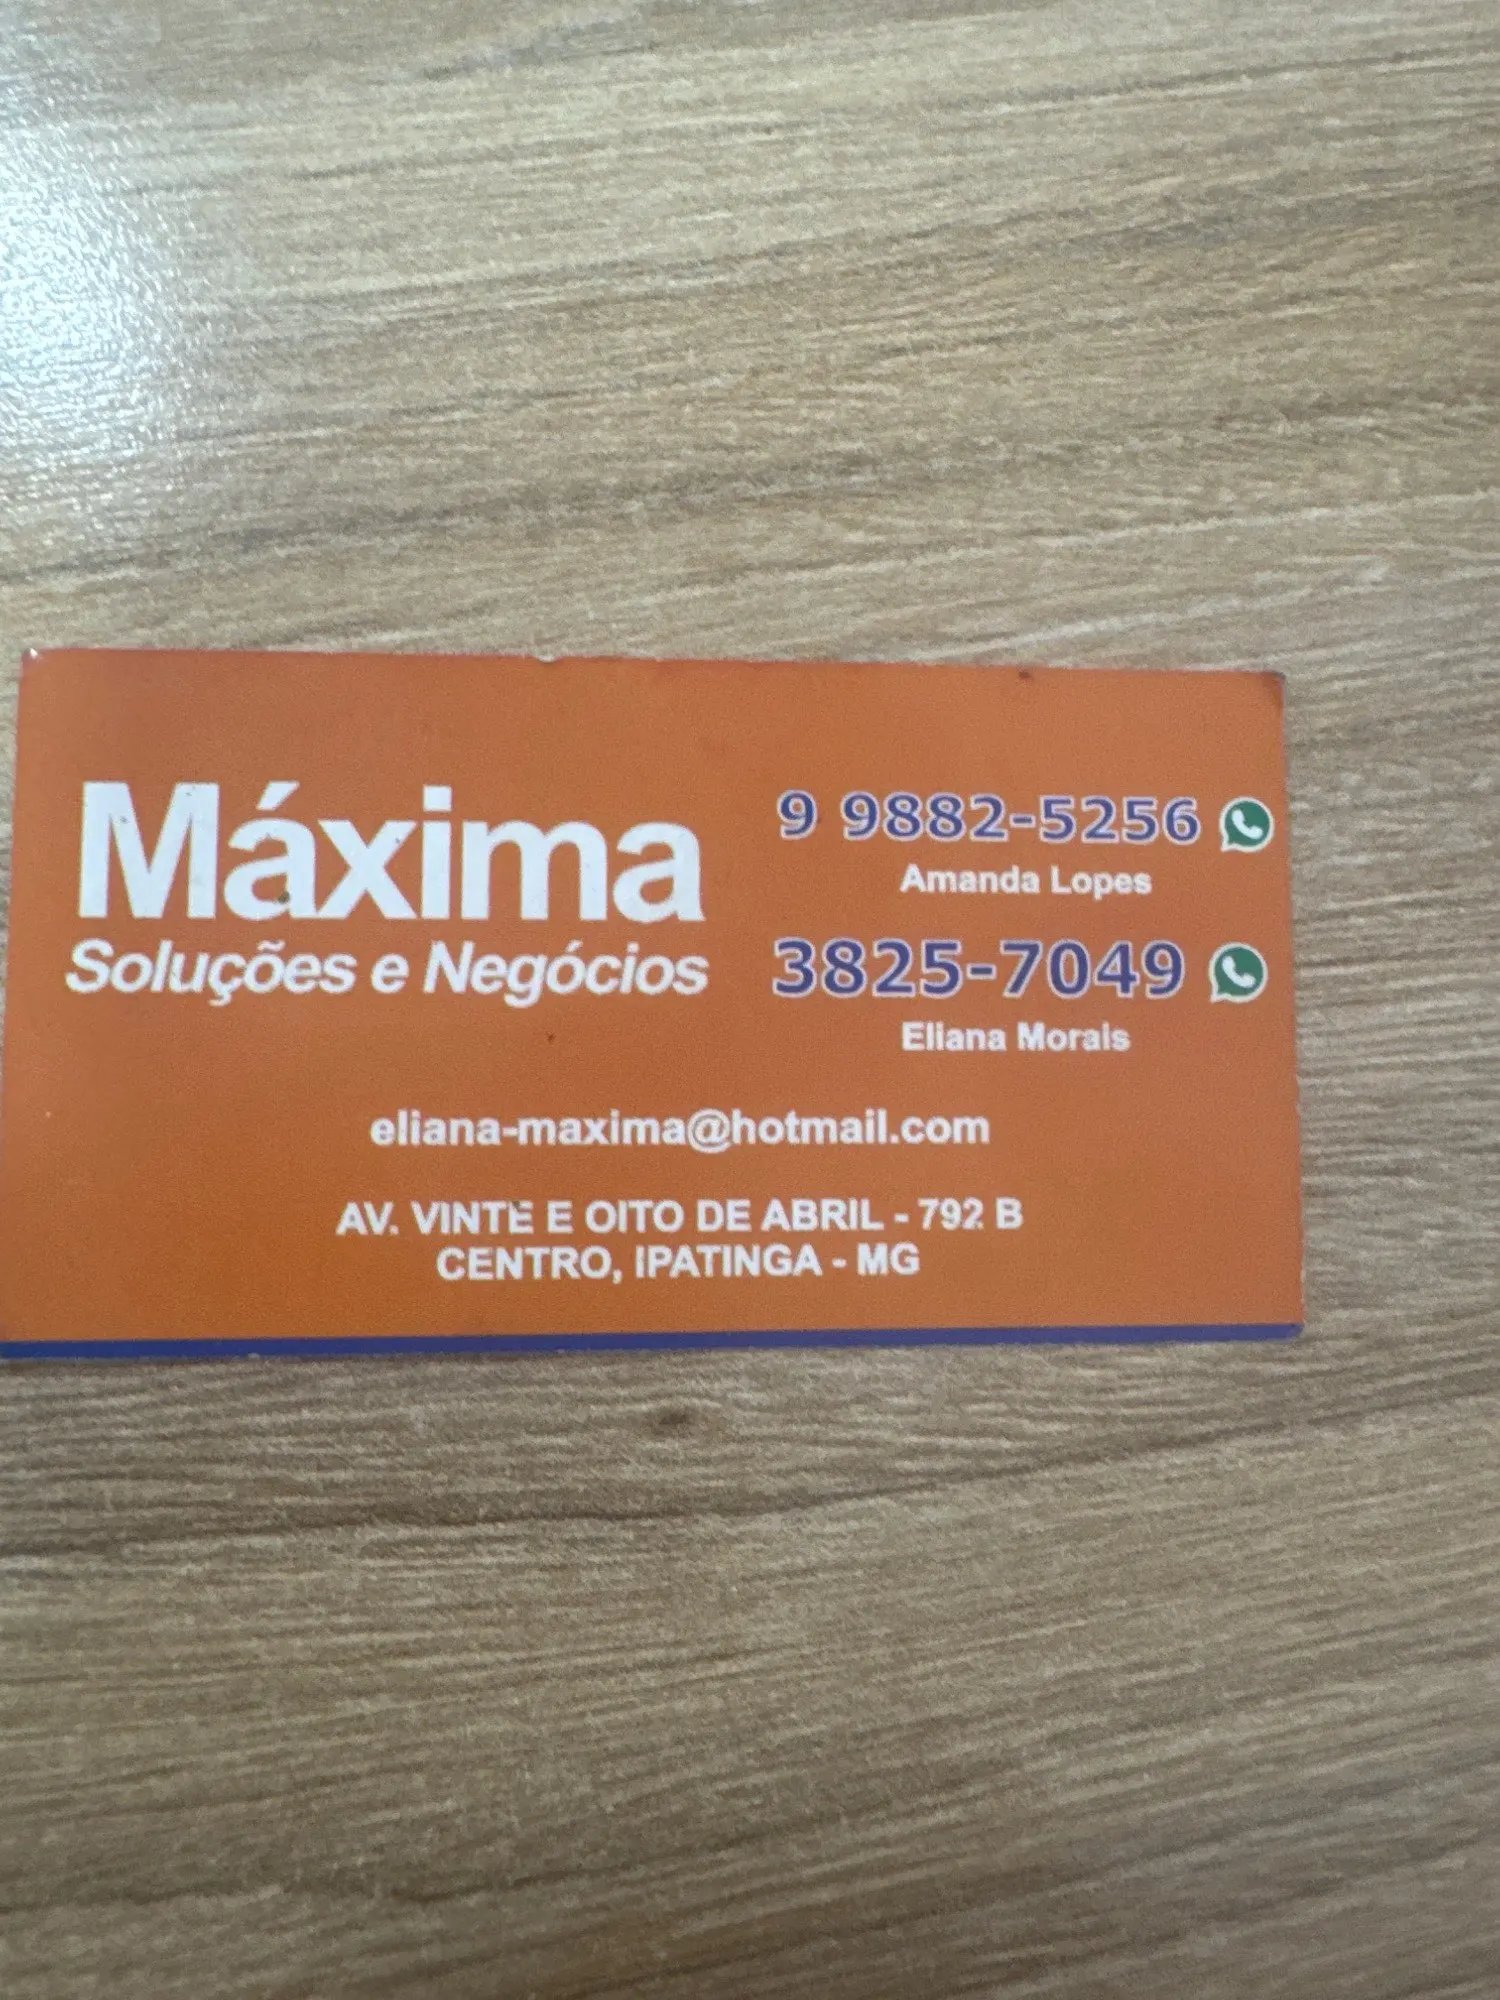 Máxima
Soluções e Negócios
9 9882-5256
Amanda Lopes
3825-7049
Eliana Morais
eliana-maxima@hotmail.com
AV. VINTE E OITO DE ABRIL - 792 B
CENTRO, IPATINGA - MG